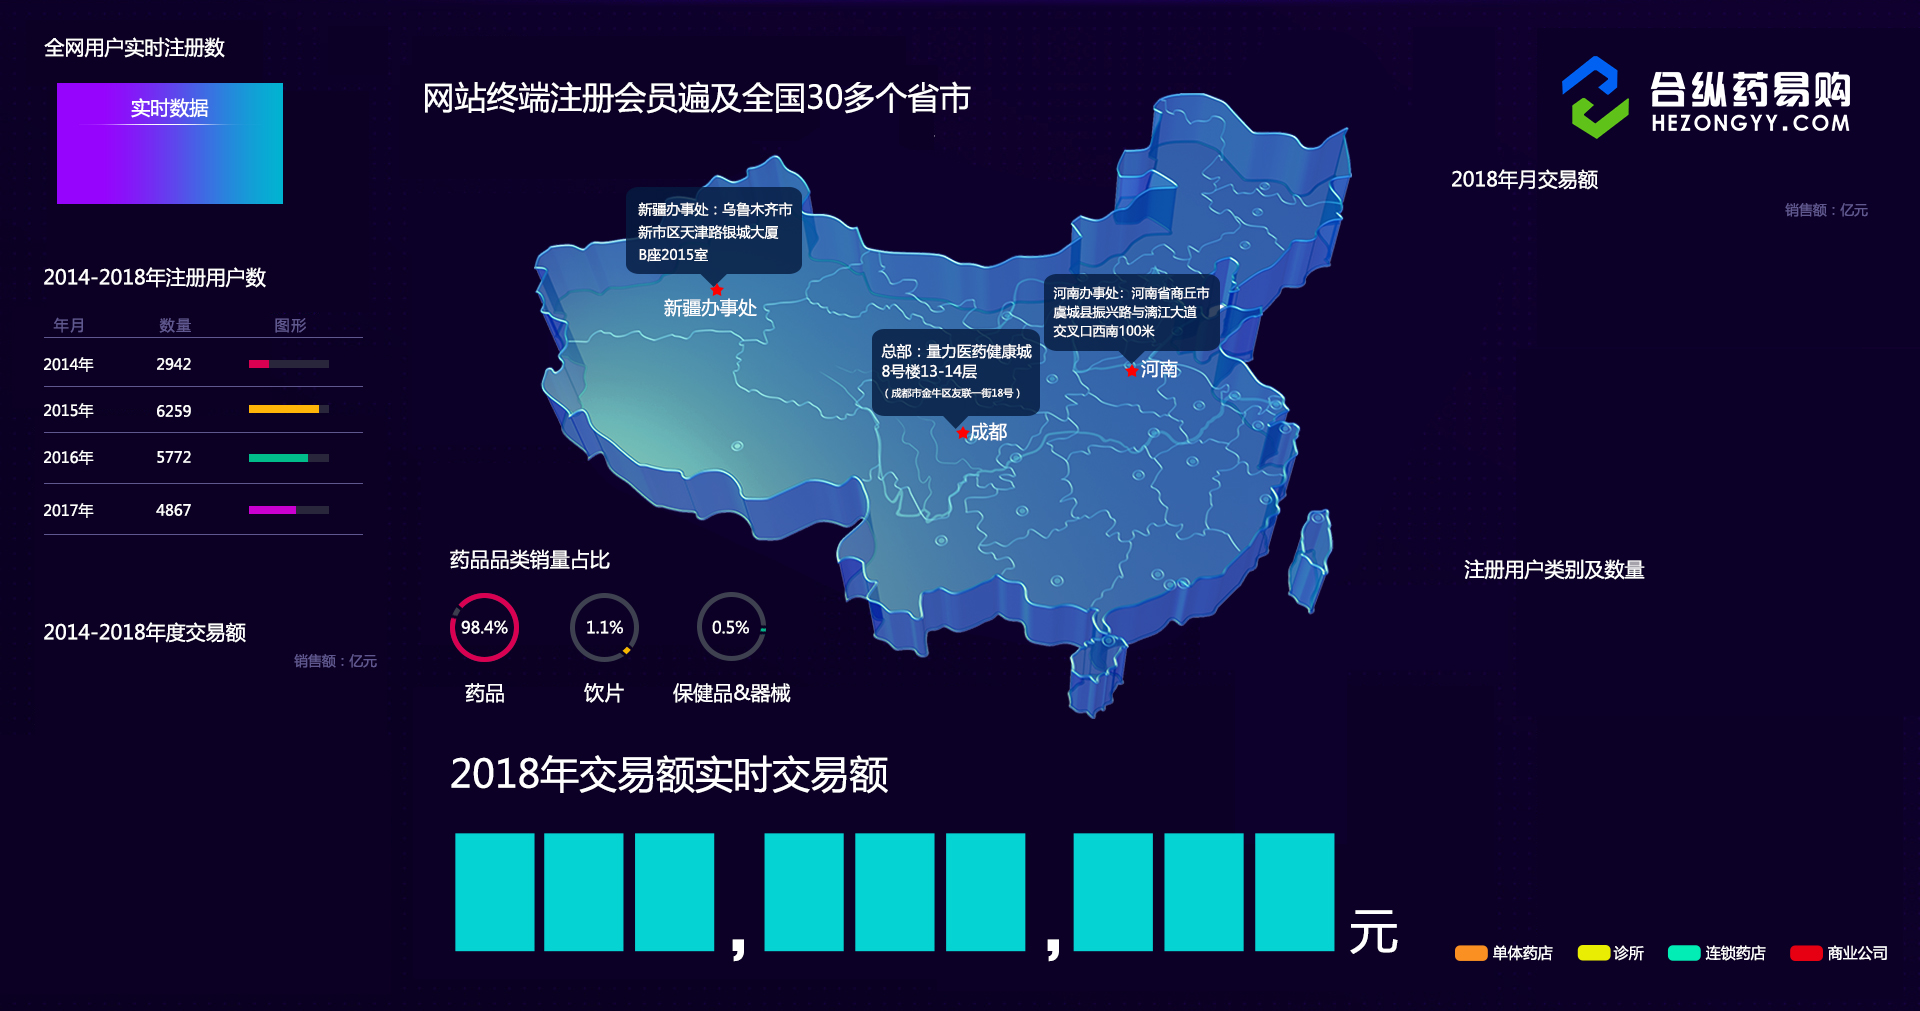 全网用户实时注册数
实时数据
2014-2018年注册用户数
年月 数量 图形
2014年 2942
2015年 6259
2016年 5772
2017年 4867
2014-2018年度交易额
销售额：亿元
网站终端注册会员遍及全国30多个省市
新疆办事处：乌鲁木齐市
新市区天津路银城大厦
B座2015室
新疆办事处
河南办事处：河南省商丘市
虞城县振兴路与漓江大道
交叉口西南100米
河南
总部：量力医药健康城
8号楼13-14层
（成都市金牛区友联一街18号）
成都
药品品类销量占比
98.4% 1.1% 0.5%
药品 饮片 保健品&器械
2018年交易额实时交易额
, , 元
合纵药易购
HEZONGYY.COM
2018年月交易额
销售额：亿元
注册用户类别及数量
单体药店 诊所 连锁药店 商业公司